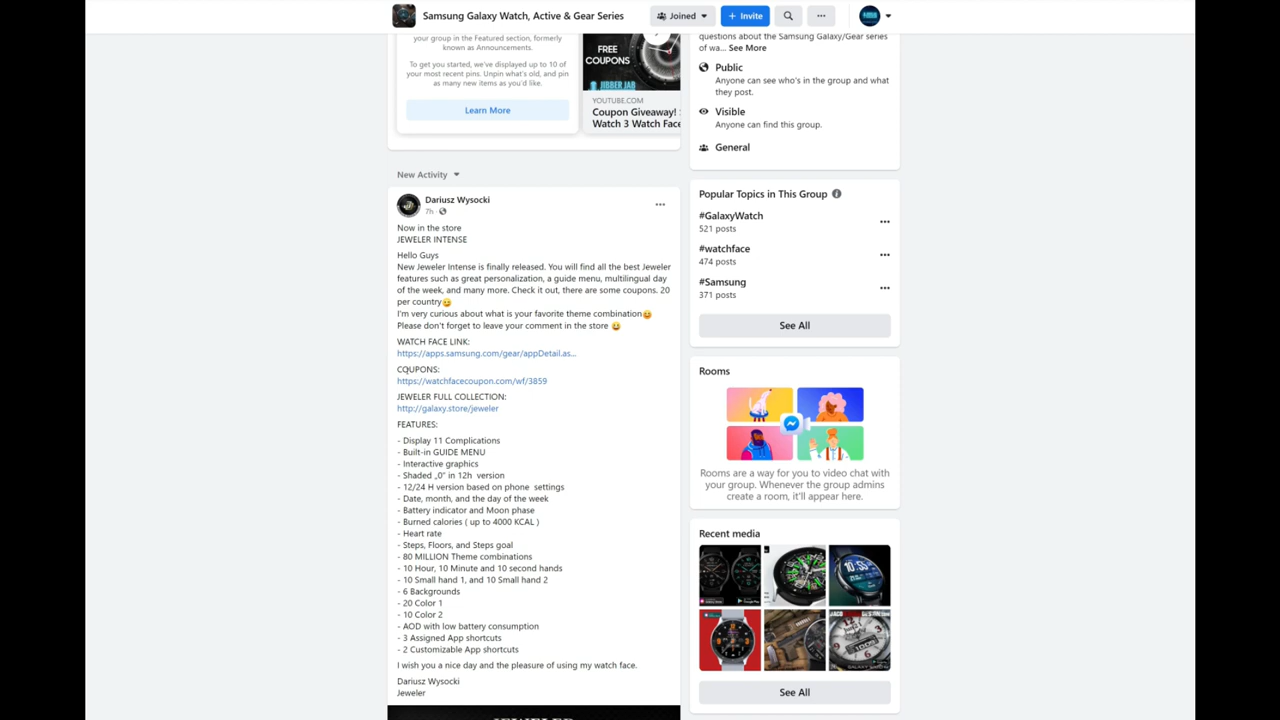 Samsung Galaxy Watch, Active & Gear Series
Joined
+ Invite
your group in the Featured section, formerly
known as Announcements.
To get you started, we've displayed up to 10 of
your most recent pins. Unpin what's old, and pin
as many new items as you'd like.
Learn More
FREE
COUPONS
JIBBER JAB
YOUTUBE.COM
Coupon Giveaway!
Watch 3 Watch Face
New Activity
Dariusz Wysocki
7h
Now in the store
JEWELER INTENSE
Hello Guys
New Jeweler Intense is finally released. You will find all the best Jeweler
features such as great personalization, a guide menu, multilingual day
of the week, and many more. Check it out, there are some coupons. 20
per country😏
I'm very curious about what is your favorite theme combination😀
Please don't forget to leave your comment in the store 😀
WATCH FACE LINK:
https://apps.samsung.com/gear/appDetail.as...
COUPONS:
https://watchfacecoupon.com/wf/3859
JEWELER FULL COLLECTION:
http://galaxy.store/jeweler
FEATURES:
- Display 11 Complications
- Built-in GUIDE MENU
- Interactive graphics
- Shaded „0" in 12h version
- 12/24 H version based on phone settings
- Date, month, and the day of the week
- Battery indicator and Moon phase
- Burned calories ( up to 4000 KCAL )
- Heart rate
- Steps, Floors, and Steps goal
- 80 MILLION Theme combinations
- 10 Hour, 10 Minute and 10 second hands
- 10 Small hand 1, and 10 Small hand 2
- 6 Backgrounds
- 20 Color 1
- 10 Color 2
- AOD with low battery consumption
- 3 Assigned App shortcuts
- 2 Customizable App shortcuts
I wish you a nice day and the pleasure of using my watch face.
Dariusz Wysocki
Jeweler
JEWELER
questions about the Samsung Galaxy/Gear series
of wa... See More
Public
Anyone can see who's in the group and what
they post.
Visible
Anyone can find this group.
General
Popular Topics in This Group
#GalaxyWatch
521 posts
#watchface
474 posts
#Samsung
371 posts
See All
Rooms
Rooms are a way for you to video chat with
your group. Whenever the group admins
create a room, it'll appear here.
Recent media
See All